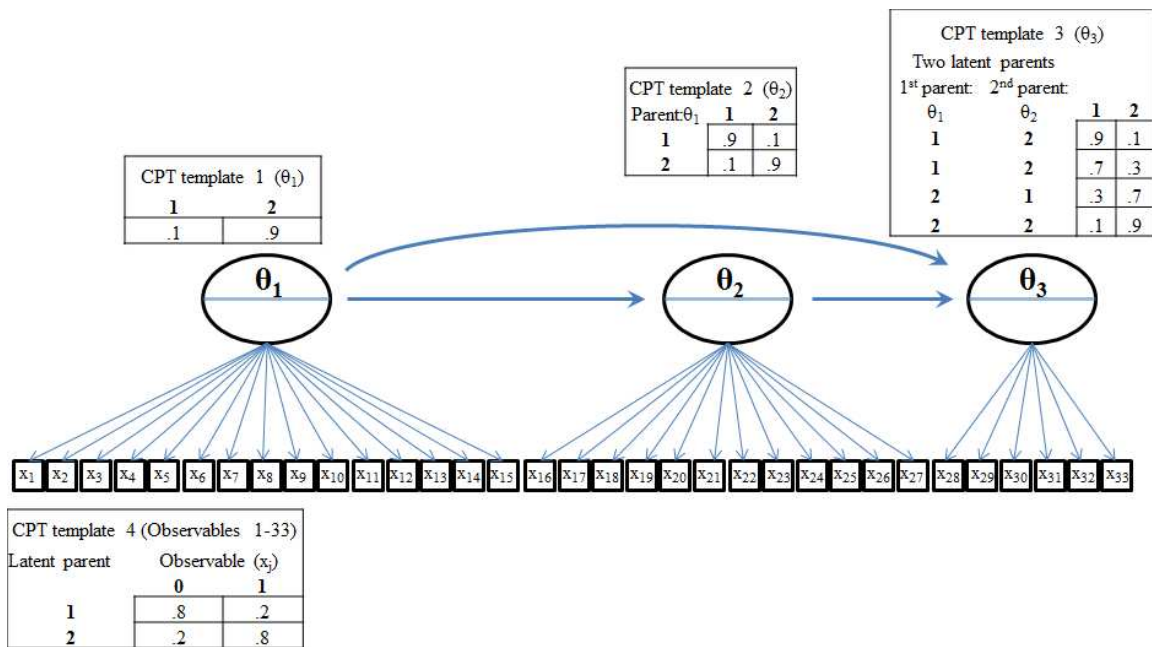 CPT template 3 (θ3)
Two latent parents
1st parent: 2nd parent:
θ1 θ2 1 2
1 2 .9 .1
1 2 .7 .3
2 1 .3 .7
2 2 .1 .9
CPT template 2 (θ2)
Parent:θ1 1 2
1 .9 .1
2 .1 .9
CPT template 1 (θ1)
1 2
.1 .9
θ1 θ2 θ3
x1 x2 x3 x4 x5 x6 x7 x8 x9 x10 x11 x12 x13 x14 x15 x16 x17 x18 x19 x20 x21 x22 x23 x24 x25 x26 x27 x28 x29 x30 x31 x32 x33
CPT template 4 (Observables 1-33)
Latent parent Observable (xj)
0 1
1 .8 .2
2 .2 .8